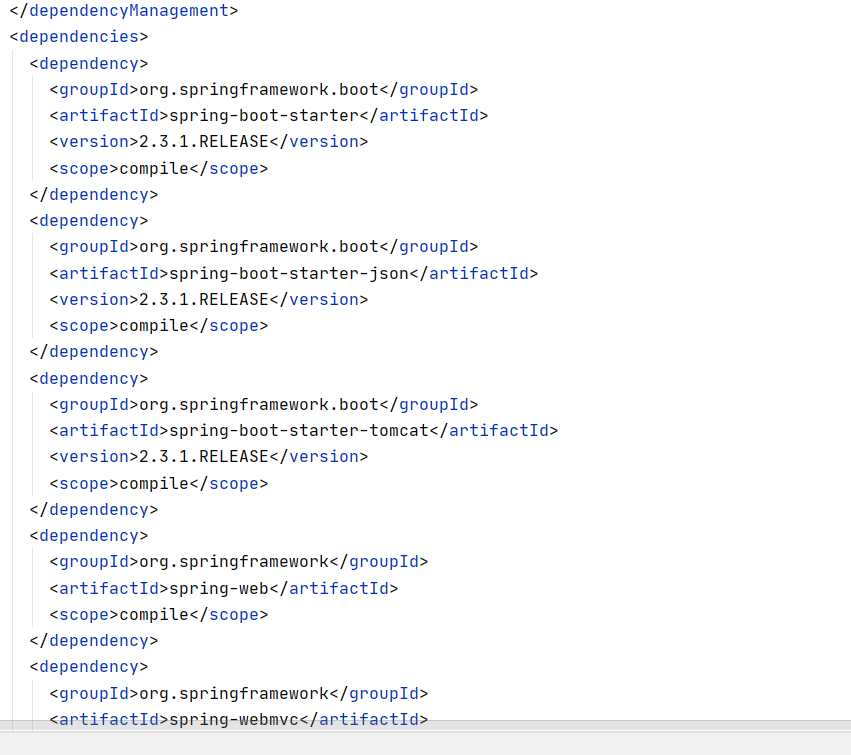 </dependencyManagement>
<dependencies>
<dependency>
<groupId>org.springframework.boot</groupId>
<artifactId>spring-boot-starter</artifactId>
<version>2.3.1.RELEASE</version>
<scope>compile</scope>
</dependency>
<dependency>
<groupId>org.springframework.boot</groupId>
<artifactId>spring-boot-starter-json</artifactId>
<version>2.3.1.RELEASE</version>
<scope>compile</scope>
</dependency>
<dependency>
<groupId>org.springframework.boot</groupId>
<artifactId>spring-boot-starter-tomcat</artifactId>
<version>2.3.1.RELEASE</version>
<scope>compile</scope>
</dependency>
<dependency>
<groupId>org.springframework</groupId>
<artifactId>spring-web</artifactId>
<scope>compile</scope>
</dependency>
<dependency>
<groupId>org.springframework</groupId>
<artifactId>spring-webmvc</artifactId>